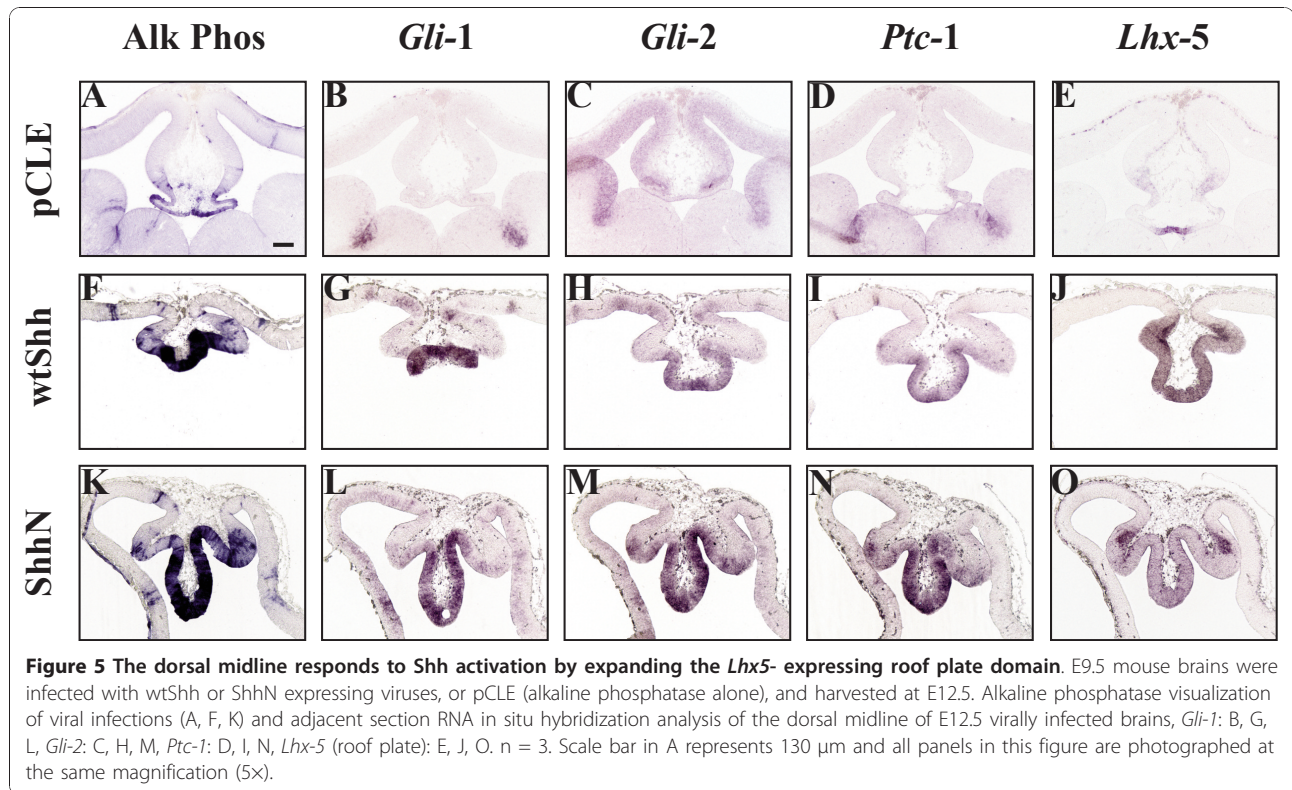 Alk Phos Gli-1 Gli-2 Ptc-1 Lhx-5
pCLE A B C D E
wtShh F G H I J
ShhN K L M N O
Figure 5 The dorsal midline responds to Shh activation by expanding the Lhx5- expressing roof plate domain. E9.5 mouse brains were
infected with wtShh or ShhN expressing viruses, or pCLE (alkaline phosphatase alone), and harvested at E12.5. Alkaline phosphatase visualization
of viral infections (A, F, K) and adjacent section RNA in situ hybridization analysis of the dorsal midline of E12.5 virally infected brains, Gli-1: B, G,
L, Gli-2: C, H, M, Ptc-1: D, I, N, Lhx-5 (roof plate): E, J, O. n = 3. Scale bar in A represents 130 μm and all panels in this figure are photographed at
the same magnification (5×).